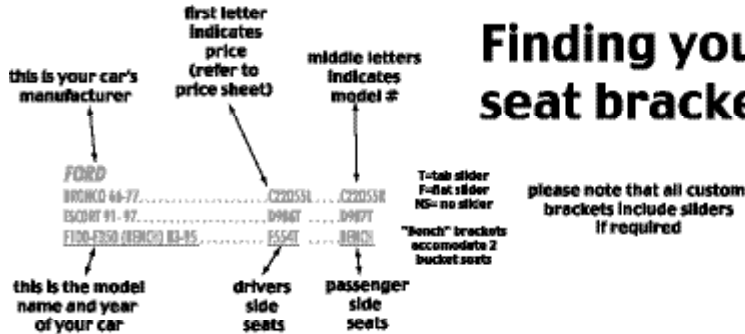 first letter
indicates
price
(refer to
price sheet)
middle letters
indicates
model #
this is your car's
manufacturer
Finding you
seat bracke
FORD
BRONCO 66-77 C22055L C22055R
ESCORT 91-97 D986T D987T
F100-F350 (BENCH) 83-95 F554T BENCH
T=tab slider
F=flat slider
NS= no slider
"Bench" brackets
accomodate 2
bucket seats
please note that all custom
brackets include sliders
if required
this is the model
name and year
of your car
drivers
side
seats
passenger
side
seats